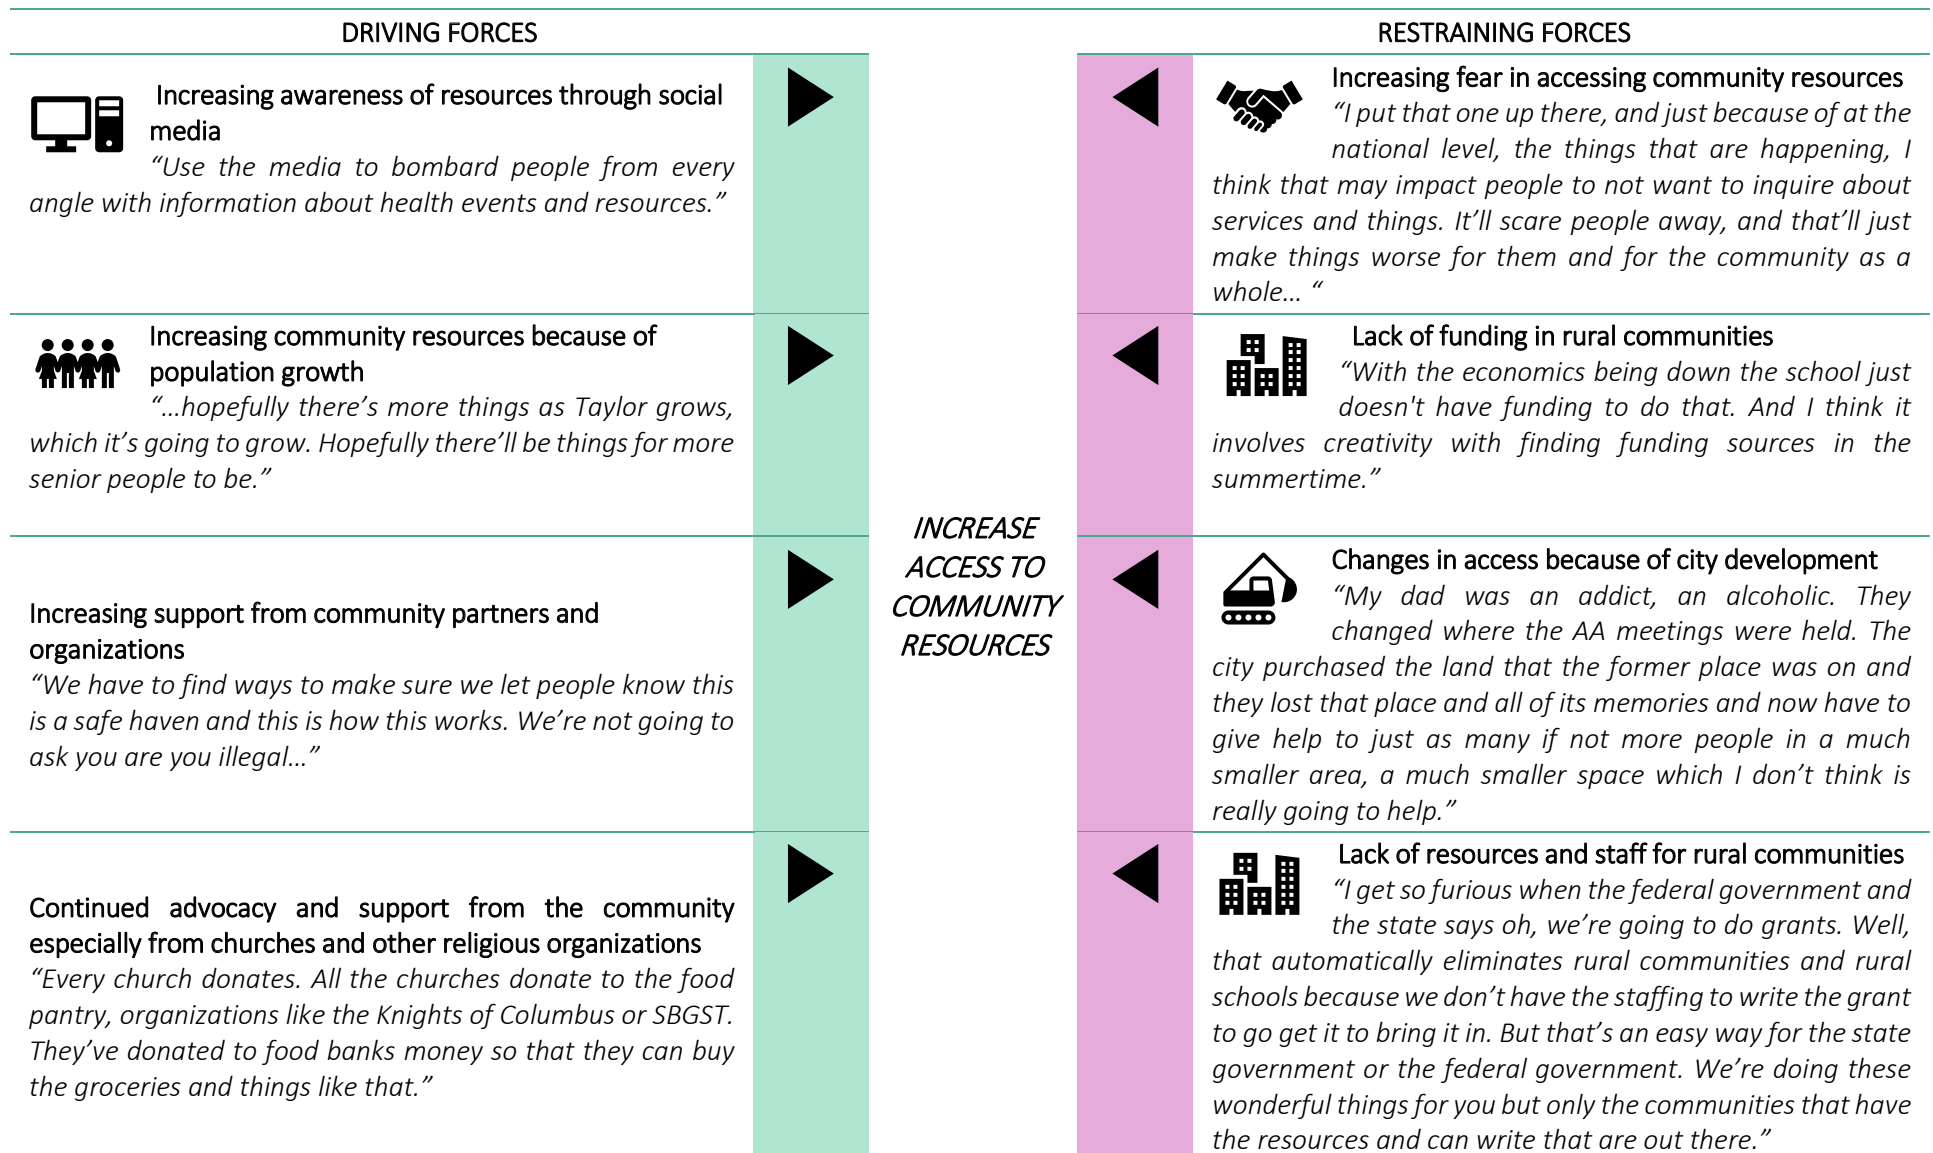 DRIVING FORCES
Increasing awareness of resources through social
media
“Use the media to bombard people from every
angle with information about health events and resources.”
Increasing community resources because of
population growth
“…hopefully there’s more things as Taylor grows,
which it’s going to grow. Hopefully there’ll be things for more
senior people to be.”
Increasing support from community partners and
organizations
“We have to find ways to make sure we let people know this
is a safe haven and this is how this works. We’re not going to
ask you are you illegal…”
Continued advocacy and support from the community
especially from churches and other religious organizations
“Every church donates. All the churches donate to the food
pantry, organizations like the Knights of Columbus or SBGST.
They’ve donated to food banks money so that they can buy
the groceries and things like that.”
INCREASE
ACCESS TO
COMMUNITY
RESOURCES
RESTRAINING FORCES
Increasing fear in accessing community resources
“I put that one up there, and just because of at the
national level, the things that are happening, I
think that may impact people to not want to inquire about
services and things. It’ll scare people away, and that’ll just
make things worse for them and for the community as a
whole… “
Lack of funding in rural communities
“With the economics being down the school just
doesn't have funding to do that. And I think it
involves creativity with finding funding sources in the
summertime.”
Changes in access because of city development
“My dad was an addict, an alcoholic. They
changed where the AA meetings were held. The
city purchased the land that the former place was on and
they lost that place and all of its memories and now have to
give help to just as many if not more people in a much
smaller area, a much smaller space which I don’t think is
really going to help.”
Lack of resources and staff for rural communities
“I get so furious when the federal government and
the state says oh, we’re going to do grants. Well,
that automatically eliminates rural communities and rural
schools because we don’t have the staffing to write the grant
to go get it to bring it in. But that’s an easy way for the state
government or the federal government. We’re doing these
wonderful things for you but only the communities that have
the resources and can write that are out there.”